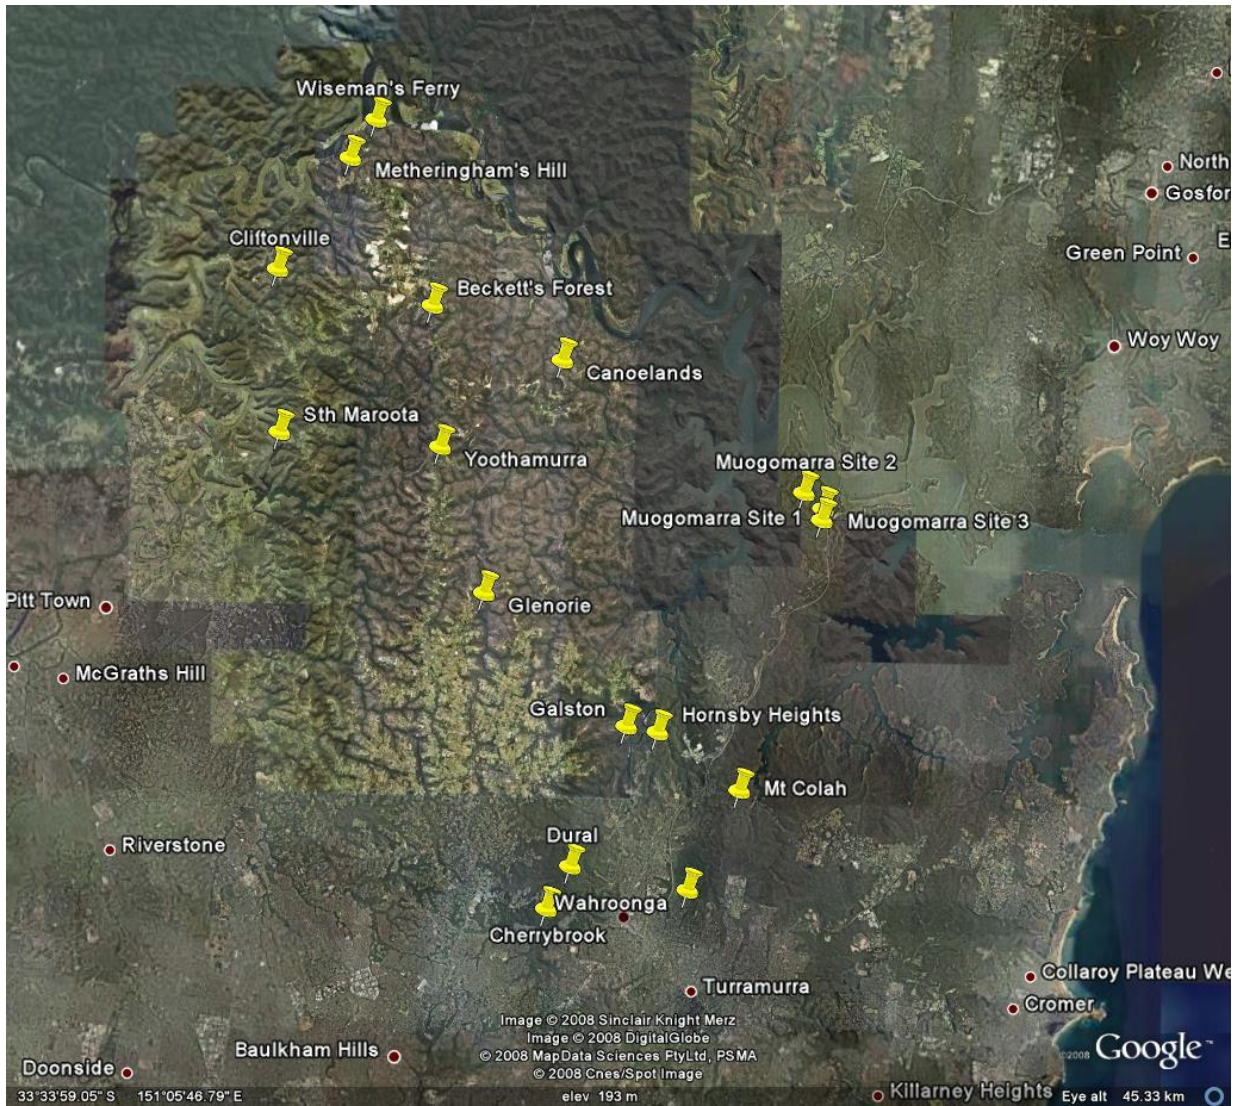 Wiseman's Ferry
Metheringham's Hill
North
Gosfor
Cliftonville
E
Green Point
Beckett's Forest
Woy Woy
Canoelands
Sth Maroota
Yoothamurra
Muogomarra Site 2
Muogomarra Site 1
Muogomarra Site 3
Pitt Town
Glenorie
McGraths Hill
Galston
Hornsby Heights
Mt Colah
Riverstone
Dural
Wahroonga
Cherrybrook
Collaroy Plateau We
Turramurra
Cromer
Image © 2008 Sinclair Knight Merz
Image © 2008 DigitalGlobe
Baulkham Hills
© 2008 MapData Sciences PtyLtd, PSMA
©2008 Google™
Doonside
© 2008 Cnes/Spot Image
33°33'59.05" S 151°05'46.79" E
elev 193 m
Killarney Heights
Eye alt 45.33 km